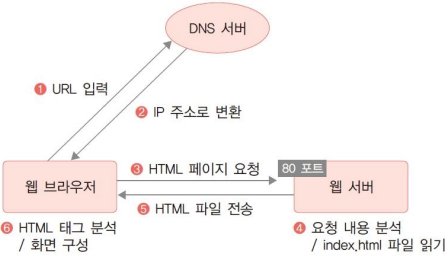 DNS 서버
❶ URL 입력
❷ IP 주소로 변환
❸ HTML 페이지 요청
80 포트
웹 브라우저
웹 서버
❺ HTML 파일 전송
❻ HTML 태그 분석
/ 화면 구성
❹ 요청 내용 분석
/ index.html 파일 읽기